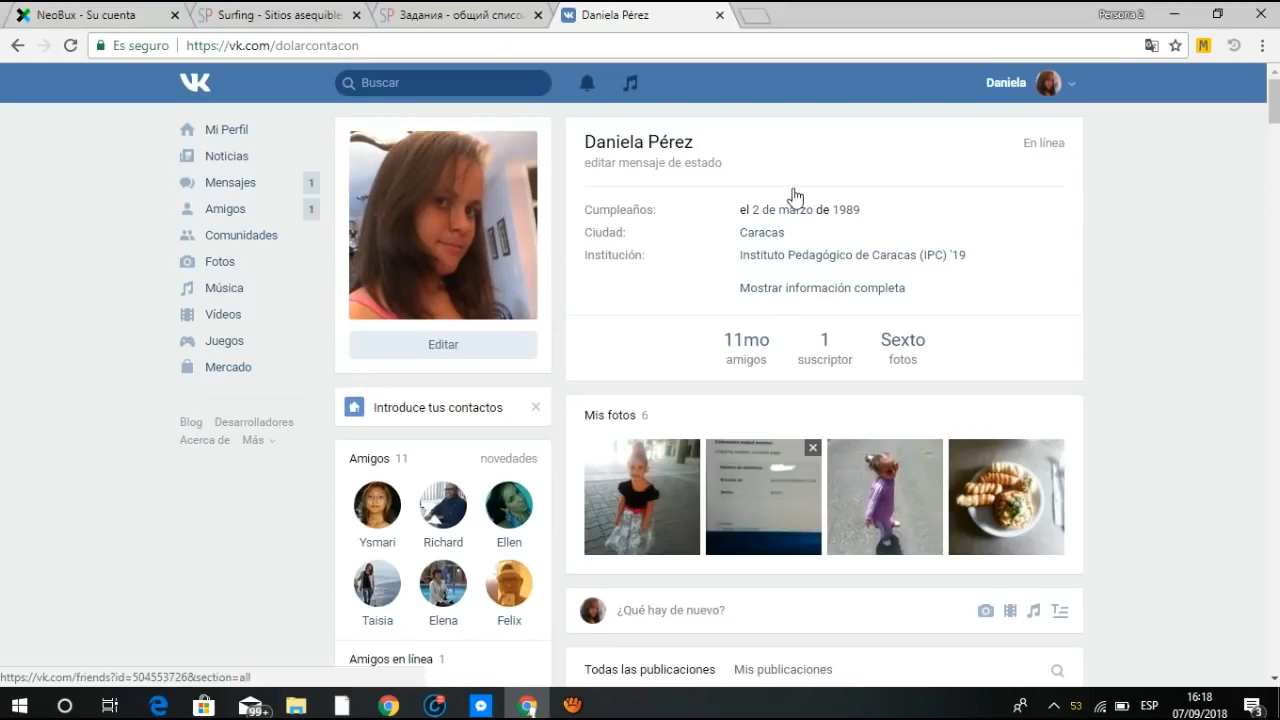 NeoBux - Su cuenta
Surfing - Sitios asequible
Задания - общий списо
Daniela Pérez
Persona 2
Es seguro
https://vk.com/dolarcontacon
Buscar
Daniela
Mi Perfil
Noticias
Mensajes 1
Amigos 1
Comunidades
Fotos
Música
Vídeos
Juegos
Mercado
Blog Desarrolladores
Acerca de Más
Editar
Introduce tus contactos
Amigos 11 novedades
Ysmari Richard Ellen
Taisia Elena Felix
Amigos en línea 1
Daniela Pérez
En línea
editar mensaje de estado
Cumpleaños: el 2 de marzo de 1989
Ciudad: Caracas
Institución: Instituto Pedagógico de Caracas (IPC) '19
Mostrar información completa
11mo 1 Sexto
amigos suscriptor fotos
Mis fotos 6
¿Qué hay de nuevo?
Todas las publicaciones Mis publicaciones
https://vk.com/friends?id=504553726&section=all
99+
53
ESP
16:18
07/09/2018
3